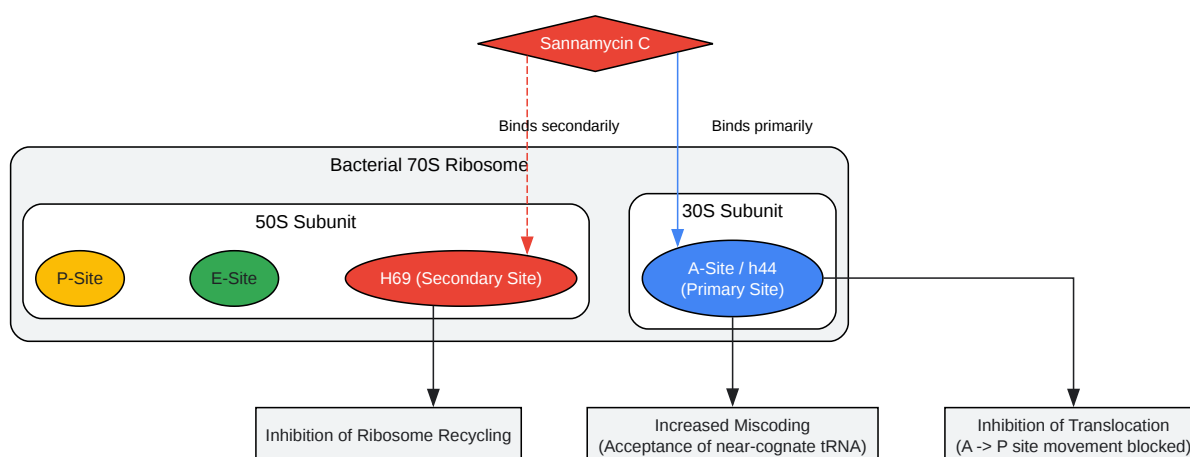 Sannamycin C
Binds secondarily
Binds primarily
Bacterial 70S Ribosome
50S Subunit
30S Subunit
P-Site
E-Site
H69 (Secondary Site)
A-Site / h44
(Primary Site)
Inhibition of Ribosome Recycling
Increased Miscoding
(Acceptance of near-cognate tRNA)
Inhibition of Translocation
(A -> P site movement blocked)